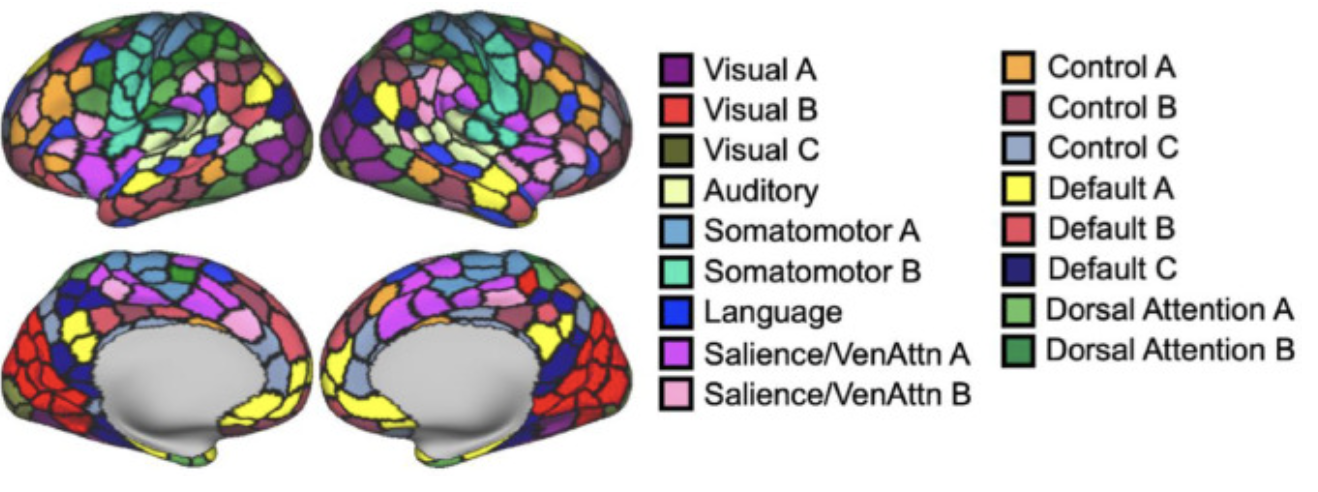 Visual A
Visual B
Visual C
Auditory
Somatomotor A
Somatomotor B
Language
Salience/VenAttn A
Salience/VenAttn B
Control A
Control B
Control C
Default A
Default B
Default C
Dorsal Attention A
Dorsal Attention B